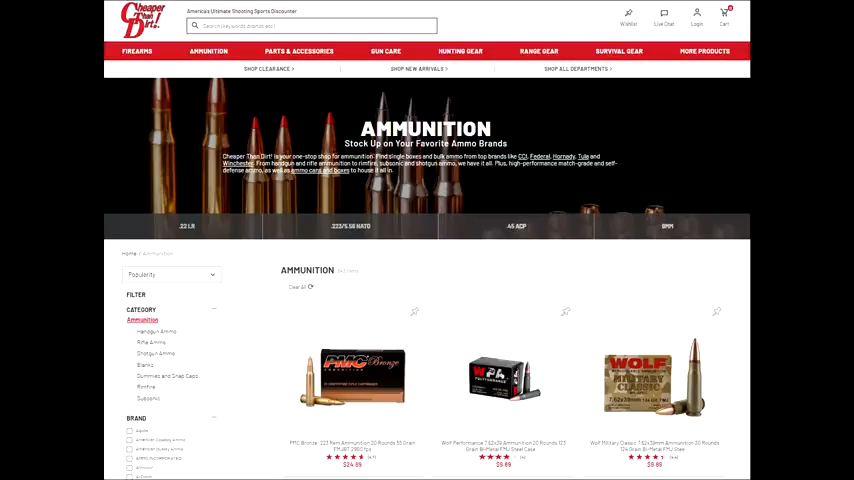 Cheaper Than Dirt!
America's Ultimate Shooting Sports Discounter
Search (keywords, brands, etc.)
Wishlist
Live Chat
Login
Cart
0
FIREARMS
AMMUNITION
PARTS & ACCESSORIES
GUN CARE
HUNTING GEAR
RANGE GEAR
SURVIVAL GEAR
MORE PRODUCTS
SHOP CLEARANCE >
SHOP NEW ARRIVALS >
SHOP ALL DEPARTMENTS >
AMMUNITION
Stock Up on Your Favorite Ammo Brands
Cheaper Than Dirt! is your one-stop shop for ammunition. Find single boxes and bulk ammo from top brands like CCI, Federal, Hornady, Tula and
Winchester. From handgun and rifle ammunition to rimfire, subsonic and shotgun ammo, we have it all. Plus, high-performance match-grade and self-
defense ammo, as well as ammo cans and boxes to house it all in.
.22 LR
.223/5.56 NATO
.45 ACP
9MM
Home / Ammunition
Popularity
AMMUNITION
Clear All
FILTER
CATEGORY
Ammunition
Handgun Ammo
Rifle Ammo
Shotgun Ammo
Blanks
Dummies and Snap Caps
Rimfire
Subsonic
BRAND
PMC Bronze
AMMUNITION
WPA
POLYFORMANCE
WOLF
MILITARY
CLASSIC
7.62x39mm
PMC Bronze .223 Rem Ammunition 20 Rounds 55 Grain
FMJBT 2900 fps
$24.89
Wolf Performance 7.62x39 Ammunition 20 Rounds 123
Grain Bi-Metal FMJ Steel Case
$9.89
Wolf Military Classic 7.62x39mm Ammunition 20 Rounds
124 Grain Bi-Metal FMJ Stee
$9.89